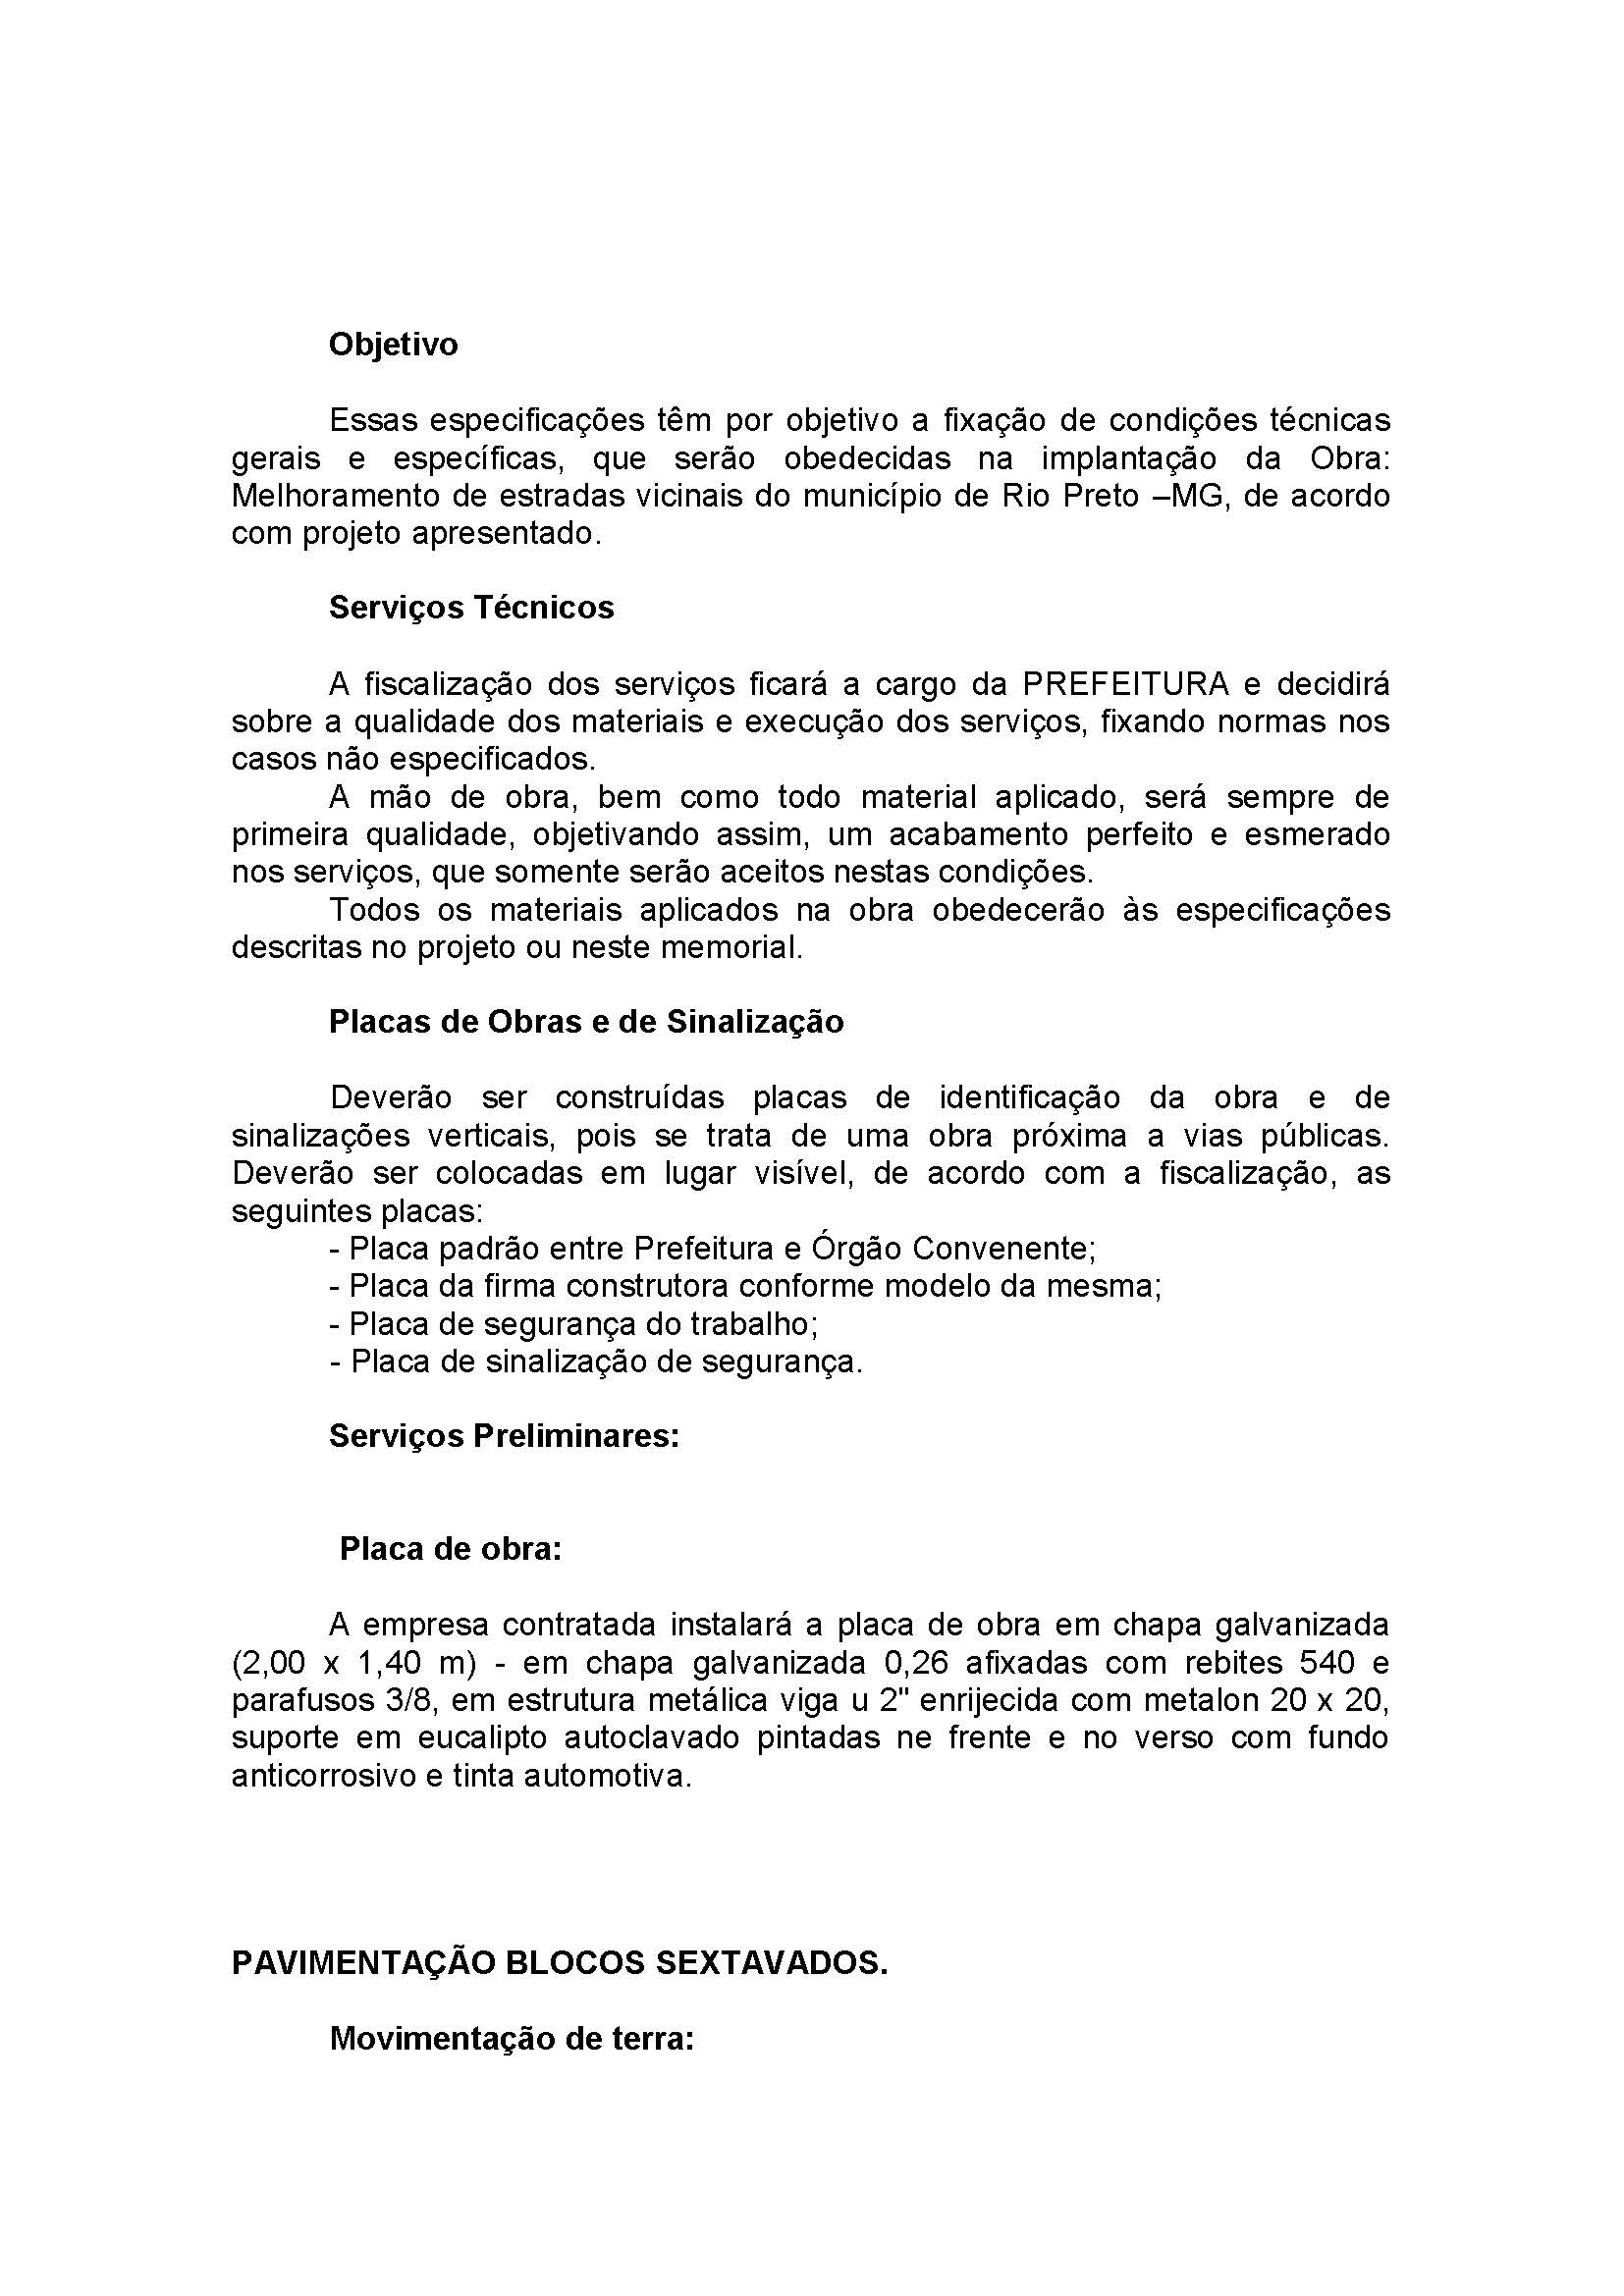 Objetivo
Essas especificações têm por objetivo a fixação de condições técnicas
gerais e específicas, que serão obedecidas na implantação da Obra:
Melhoramento de estradas vicinais do município de Rio Preto –MG, de acordo
com projeto apresentado.
Serviços Técnicos
A fiscalização dos serviços ficará a cargo da PREFEITURA e decidirá
sobre a qualidade dos materiais e execução dos serviços, fixando normas nos
casos não especificados.
A mão de obra, bem como todo material aplicado, será sempre de
primeira qualidade, objetivando assim, um acabamento perfeito e esmerado
nos serviços, que somente serão aceitos nestas condições.
Todos os materiais aplicados na obra obedecerão às especificações
descritas no projeto ou neste memorial.
Placas de Obras e de Sinalização
Deverão ser construídas placas de identificação da obra e de
sinalizações verticais, pois se trata de uma obra próxima a vias públicas.
Deverão ser colocadas em lugar visível, de acordo com a fiscalização, as
seguintes placas:
- Placa padrão entre Prefeitura e Órgão Convenente;
- Placa da firma construtora conforme modelo da mesma;
- Placa de segurança do trabalho;
- Placa de sinalização de segurança.
Serviços Preliminares:
Placa de obra:
A empresa contratada instalará a placa de obra em chapa galvanizada
(2,00 x 1,40 m) - em chapa galvanizada 0,26 afixadas com rebites 540 e
parafusos 3/8, em estrutura metálica viga u 2" enrijecida com metalon 20 x 20,
suporte em eucalipto autoclavado pintadas ne frente e no verso com fundo
anticorrosivo e tinta automotiva.
PAVIMENTAÇÃO BLOCOS SEXTAVADOS.
Movimentação de terra: